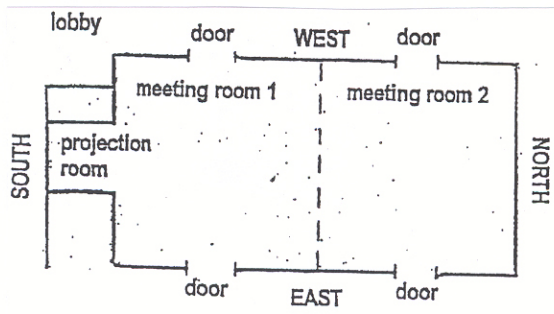 lobby
door
WEST
door
meeting room 1
meeting room 2
projection
room
SOUTH
NORTH
door
EAST
door